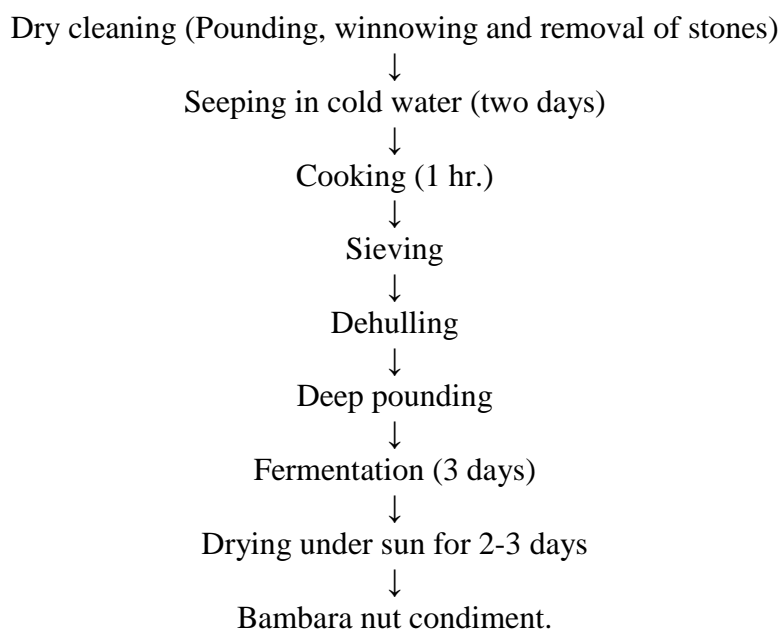 Dry cleaning (Pounding, winnowing and removal of stones)
↓
Seeping in cold water (two days)
↓
Cooking (1 hr.)
↓
Sieving
↓
Dehulling
↓
Deep pounding
↓
Fermentation (3 days)
↓
Drying under sun for 2-3 days
↓
Bambara nut condiment.